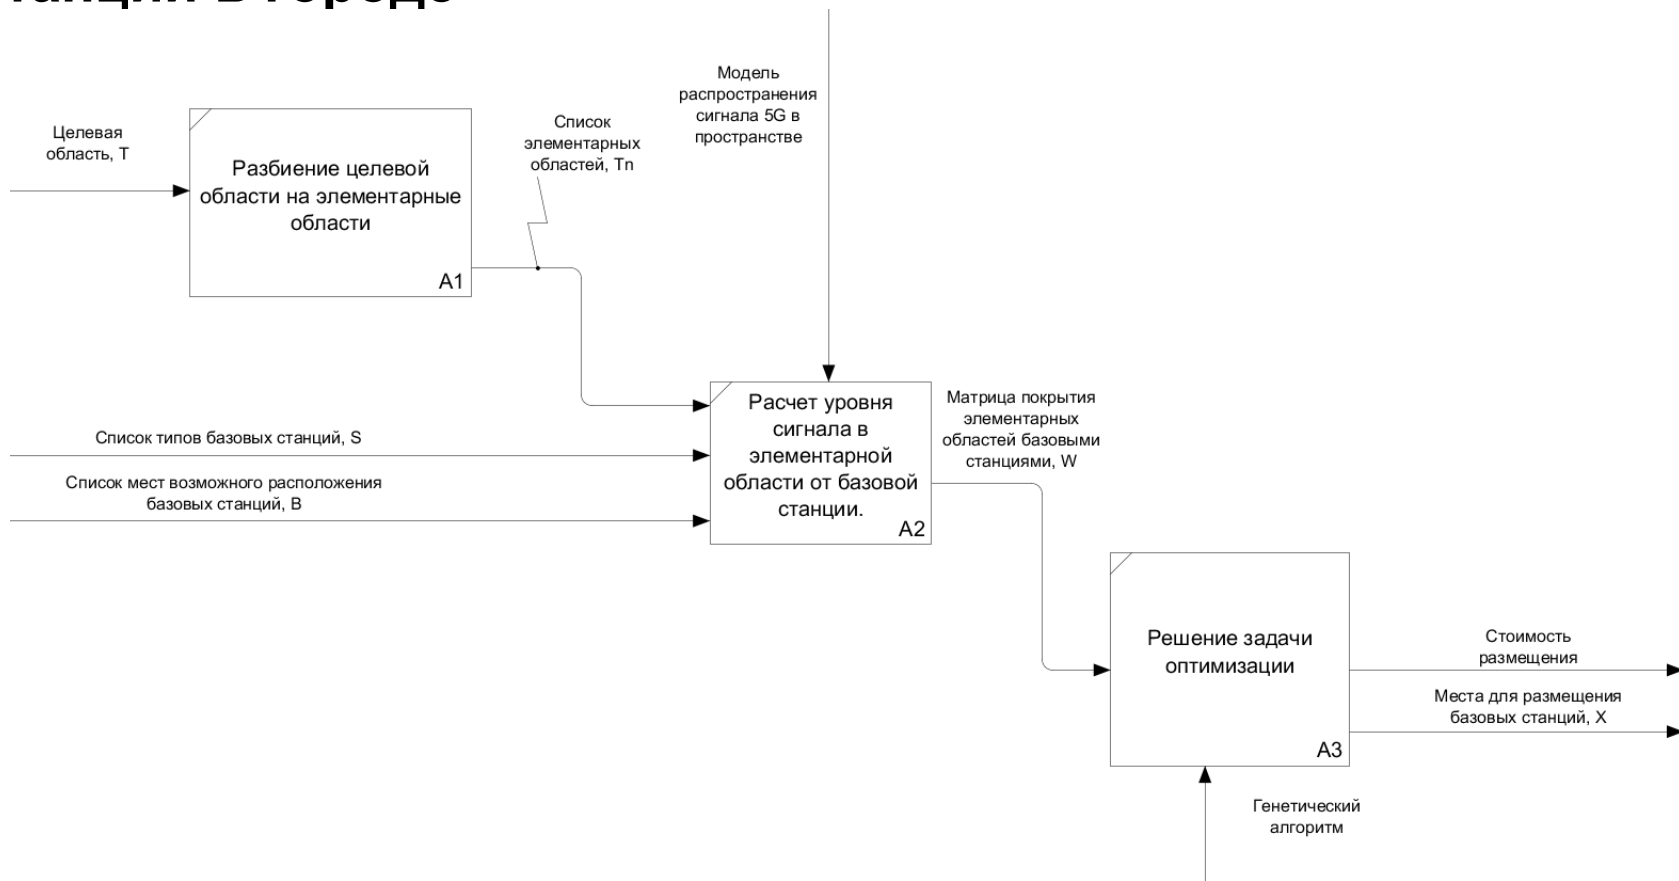 Целевая
область, T
Разбиение целевой
области на элементарные
области
A1
Список
элементарных
областей, Tn
Модель
распространения
сигнала 5G в
пространстве
Список типов базовых станций, S
Список мест возможного расположения
базовых станций, B
Расчет уровня
сигнала в
элементарной
области от базовой
станции.
A2
Матрица покрытия
элементарных
областей базовыми
станциями, W
Решение задачи
оптимизации
A3
Стоимость
размещения
Места для размещения
базовых станций, X
Генетический
алгоритм